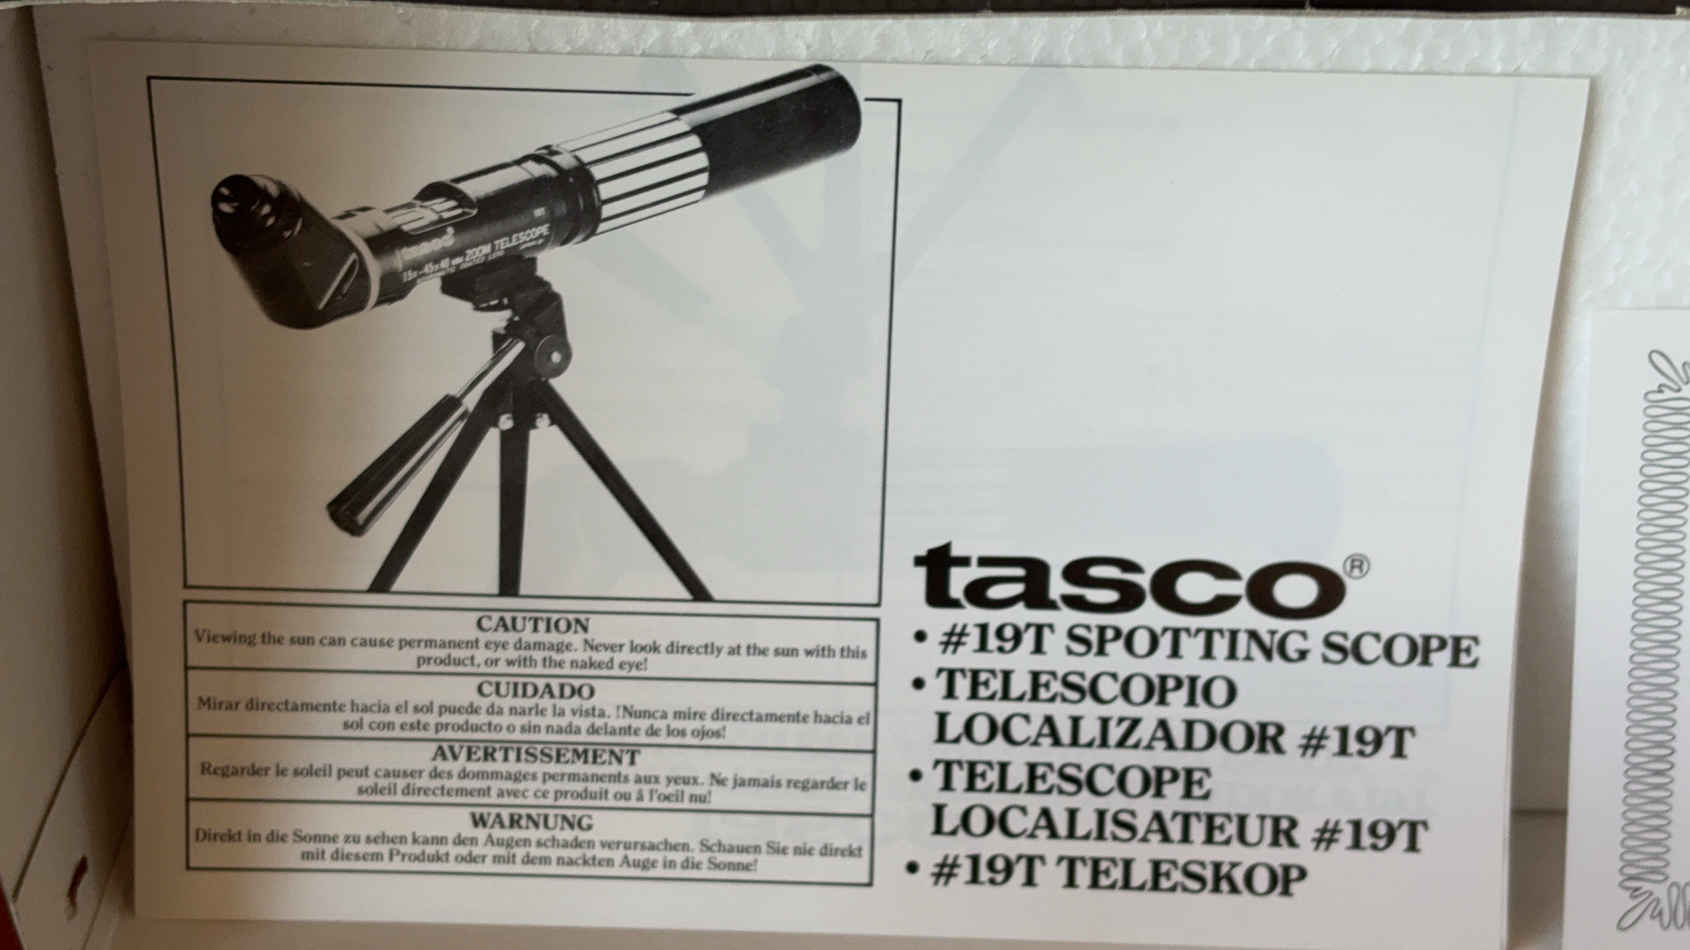 tasco
15x-45x40 MM ZOOM TELESCOPE
19T
CAUTION
Viewing the sun can cause permanent eye damage. Never look directly at the sun with this
product, or with the naked eye!
CUIDADO
Mirar directamente hacia el sol puede da narle la vista. !Nunca mire directamente hacia el
sol con este producto o sin nada delante de los ojos!
AVERTISSEMENT
Regarder le soleil peut causer des dommages permanents aux yeux. Ne jamais regarder le
soleil directement avec ce produit ou â l'oeil nu!
WARNUNG
Direkt in die Sonne zu sehen kann den Augen schaden verursachen. Schauen Sie nie direkt
mit diesem Produkt oder mit dem nackten Auge in die Sonne!
tasco®
• #19T SPOTTING SCOPE
• TELESCOPIO
LOCALIZADOR #19T
• TELESCOPE
LOCALISATEUR #19T
• #19T TELESKOP